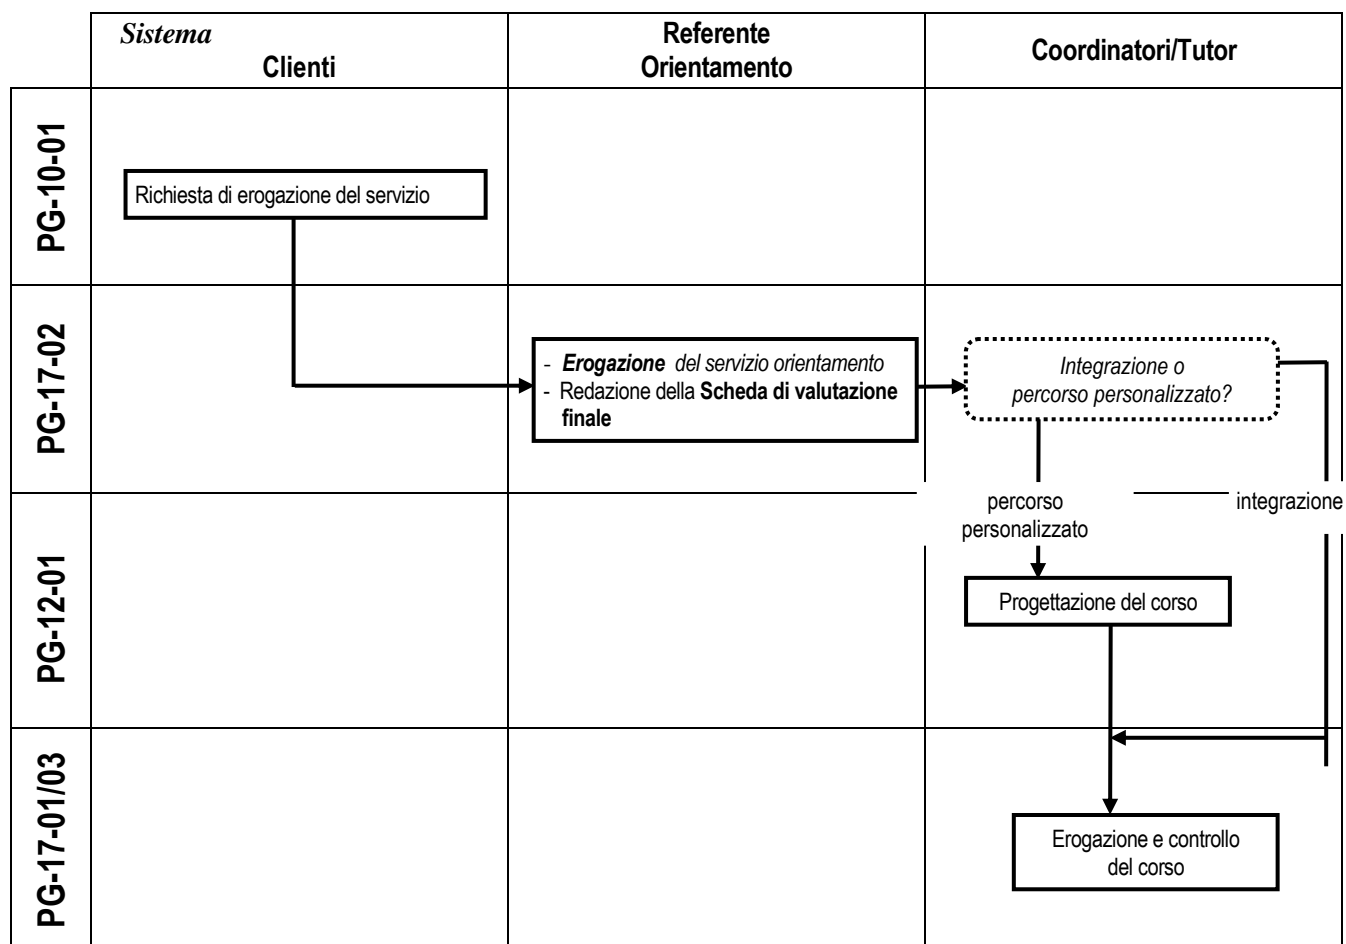 Sistema
Clienti
Referente
Orientamento
Coordinatori/Tutor
PG-10-01
Richiesta di erogazione del servizio
PG-17-02
- Erogazione del servizio orientamento
- Redazione della Scheda di valutazione
finale
Integrazione o
percorso personalizzato?
percorso
personalizzato
integrazione
PG-12-01
Progettazione del corso
PG-17-01/03
Erogazione e controllo
del corso